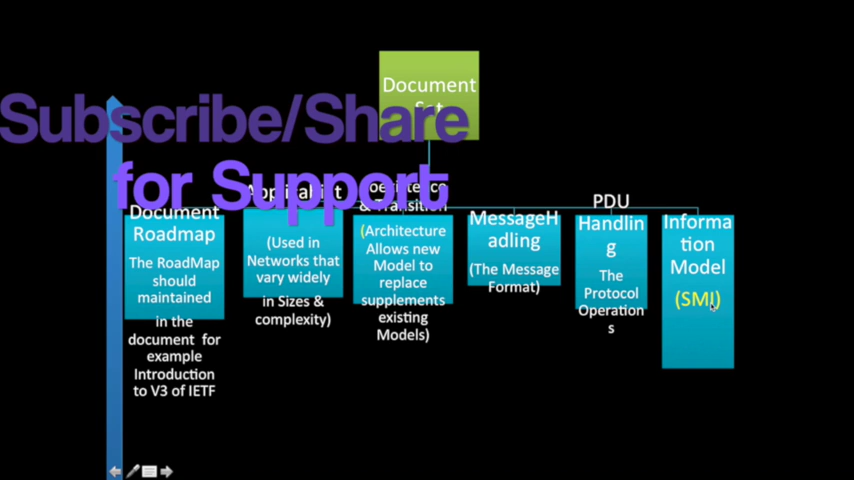 Document
Set
Subscribe/Share
for Support
Document
Roadmap
The RoadMap
should
maintained
in the
document for
example
Introduction
to V3 of IETF
(Used in
Networks that
vary widely
in Sizes &
complexity)
& Transition
(Architecture
Allows new
Model to
replace
supplements
existing
Models)
MessageH
adling
(The Message
Format)
PDU
Handlin
g
The
Protocol
Operation
s
Informa
tion
Model
(SMI)